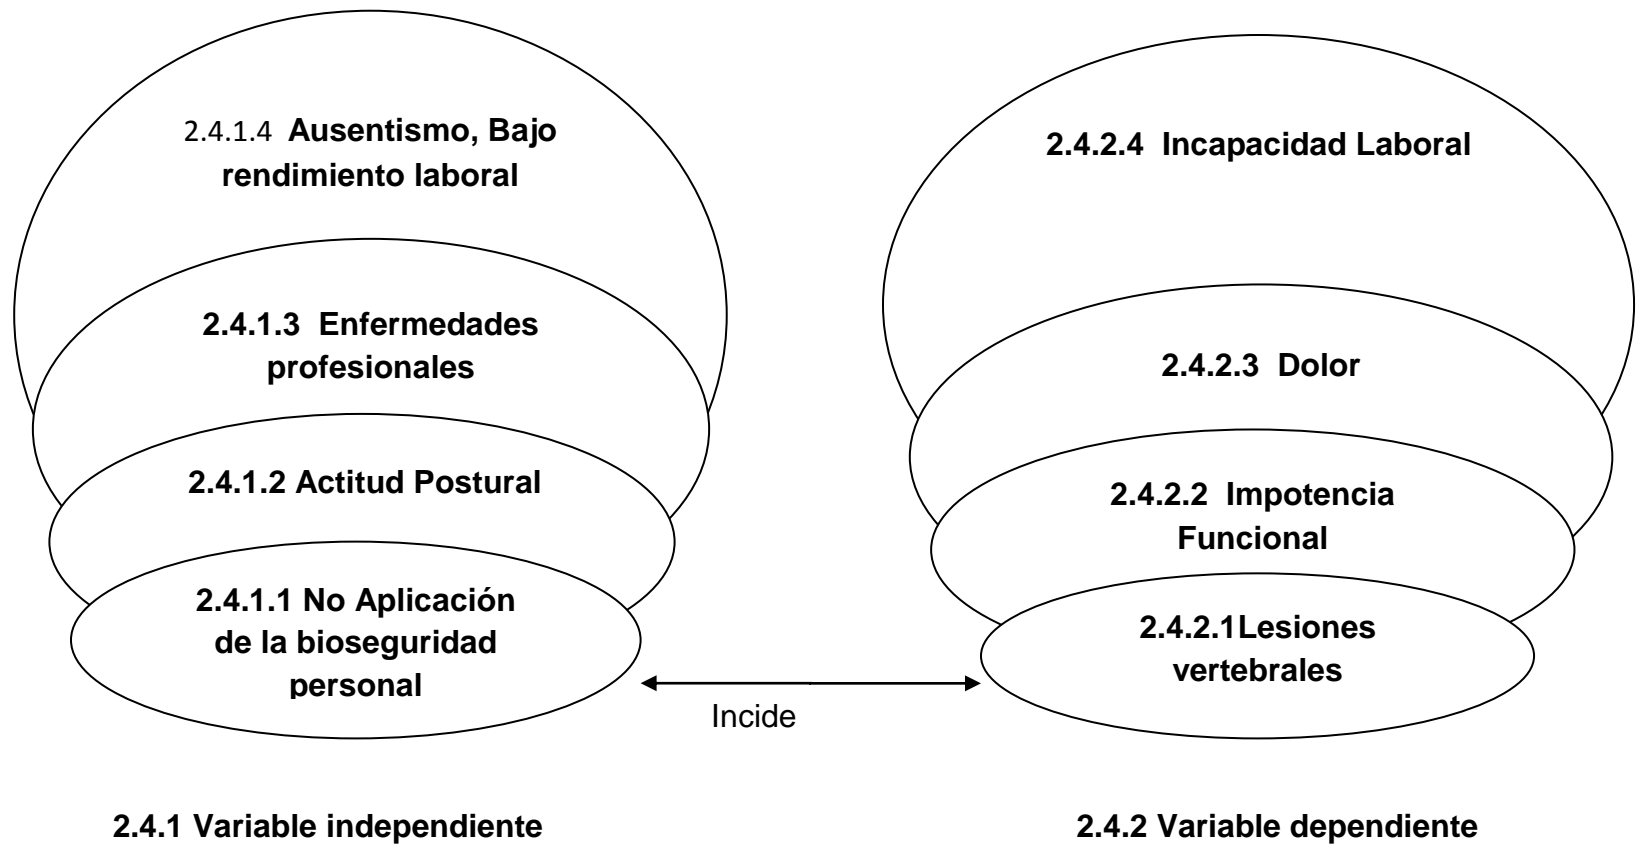 2.4.1.4 Ausentismo, Bajo
rendimiento laboral
2.4.1.3 Enfermedades
profesionales
2.4.1.2 Actitud Postural
2.4.1.1 No Aplicación
de la bioseguridad
personal
2.4.2.4 Incapacidad Laboral
2.4.2.3 Dolor
2.4.2.2 Impotencia
Funcional
2.4.2.1Lesiones
vertebrales
Incide
2.4.1 Variable independiente
2.4.2 Variable dependiente